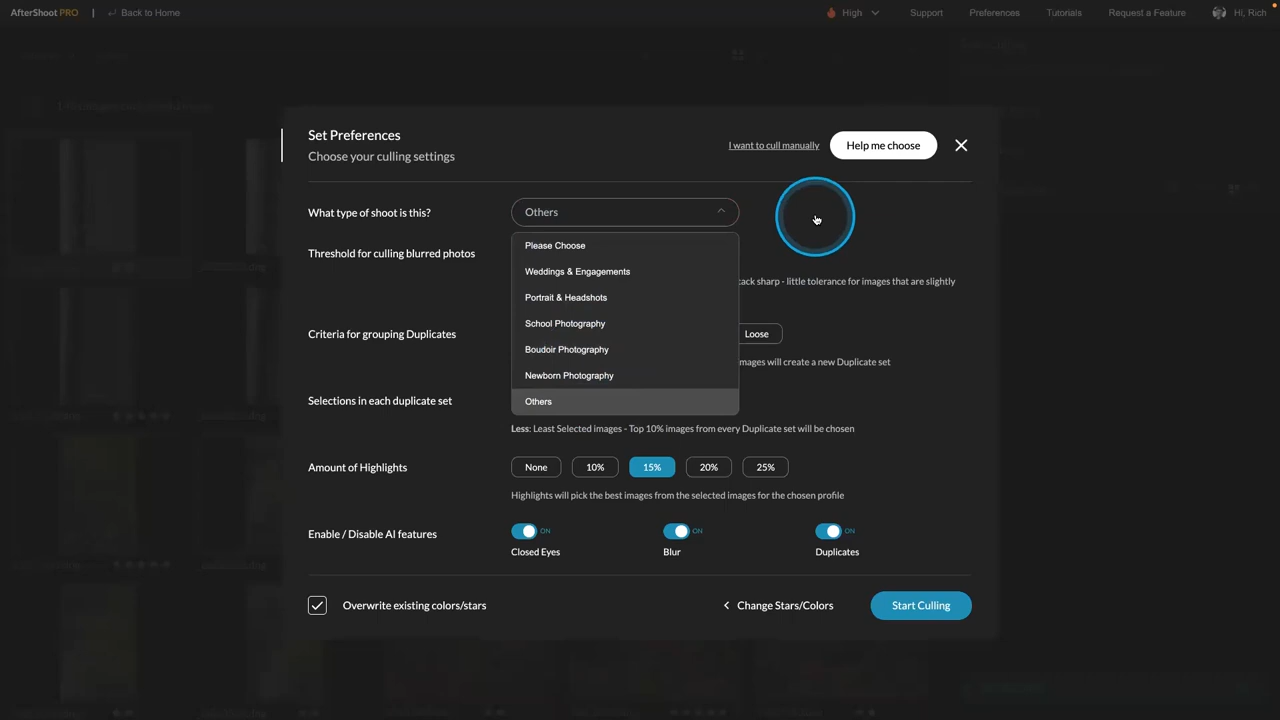 AfterShoot PRO | Back to Home High Support Preferences Tutorials Request a Feature Hi, Rich
Set Preferences
Choose your culling settings
I want to cull manually
Help me choose
What type of shoot is this?
Others
Please Choose
Weddings & Engagements
Portrait & Headshots
School Photography
Boudoir Photography
Newborn Photography
Others
Threshold for culling blurred photos
ack sharp - little tolerance for images that are slightly
Criteria for grouping Duplicates
Loose
mages will create a new Duplicate set
Selections in each duplicate set
Less: Least Selected images - Top 10% images from every Duplicate set will be chosen
Amount of Highlights
None 10% 15% 20% 25%
Highlights will pick the best images from the selected images for the chosen profile
Enable / Disable AI features
ON ON ON
Closed Eyes Blur Duplicates
Overwrite existing colors/stars
Change Stars/Colors
Start Culling